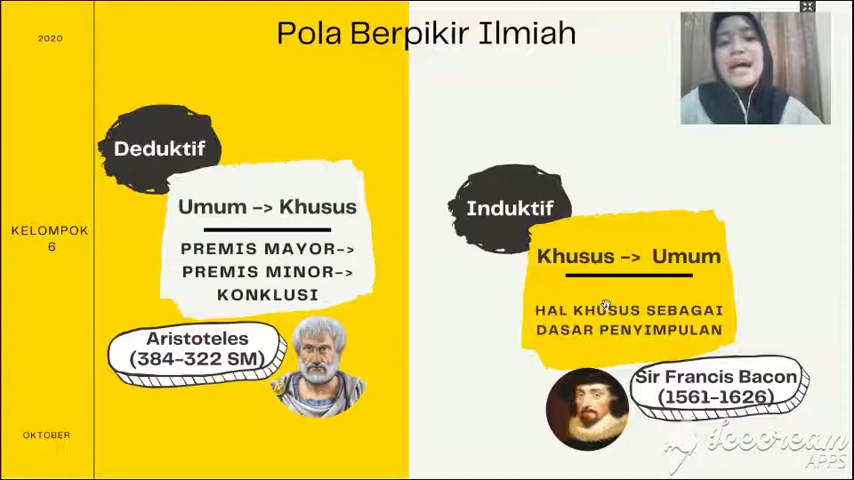 Pola Berpikir Ilmiah
2020
Deduktif
Umum -> Khusus
PREMIS MAYOR->
PREMIS MINOR->
KONKLUSI
Aristoteles
(384-322 SM)
KELOMPOK
6
OKTOBER
Induktif
Khusus -> Umum
HAL KHUSUS SEBAGAI
DASAR PENYIMPULAN
Sir Francis Bacon
(1561-1626)
Icecream
APPS